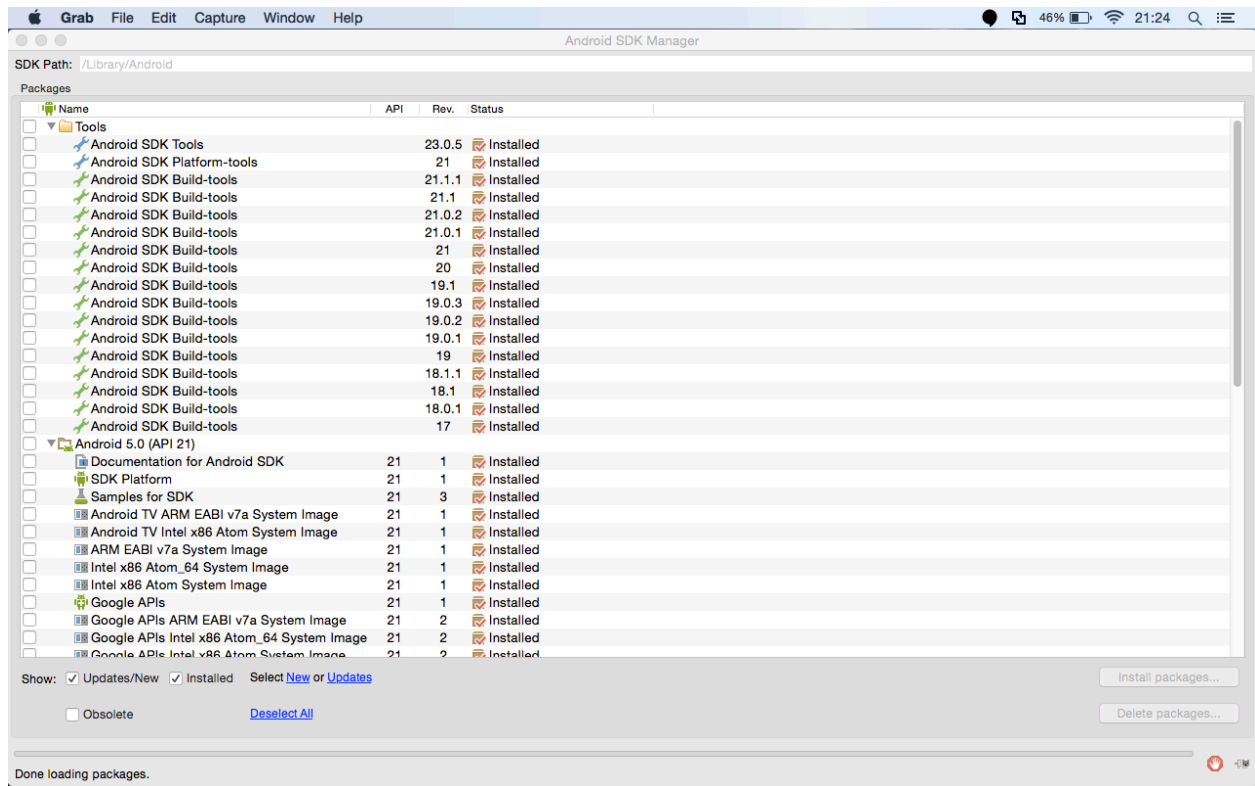 Grab File Edit Capture Window Help 46% 21:24
Android SDK Manager
SDK Path: /Library/Android
Packages
Name API Rev. Status
Tools
Android SDK Tools 23.0.5 Installed
Android SDK Platform-tools 21 Installed
Android SDK Build-tools 21.1.1 Installed
Android SDK Build-tools 21.1 Installed
Android SDK Build-tools 21.0.2 Installed
Android SDK Build-tools 21.0.1 Installed
Android SDK Build-tools 21 Installed
Android SDK Build-tools 20 Installed
Android SDK Build-tools 19.1 Installed
Android SDK Build-tools 19.0.3 Installed
Android SDK Build-tools 19.0.2 Installed
Android SDK Build-tools 19.0.1 Installed
Android SDK Build-tools 19 Installed
Android SDK Build-tools 18.1.1 Installed
Android SDK Build-tools 18.1 Installed
Android SDK Build-tools 18.0.1 Installed
Android SDK Build-tools 17 Installed
Android 5.0 (API 21)
Documentation for Android SDK 21 1 Installed
SDK Platform 21 1 Installed
Samples for SDK 21 3 Installed
Android TV ARM EABI v7a System Image 21 1 Installed
Android TV Intel x86 Atom System Image 21 1 Installed
ARM EABI v7a System Image 21 1 Installed
Intel x86 Atom_64 System Image 21 1 Installed
Intel x86 Atom System Image 21 1 Installed
Google APIs 21 1 Installed
Google APIs ARM EABI v7a System Image 21 2 Installed
Google APIs Intel x86 Atom_64 System Image 21 2 Installed
Google APIs Intel x86 Atom System Image 21 2 Installed
Show: Updates/New Installed Select New or Updates Install packages...
Obsolete Deselect All Delete packages...
Done loading packages.